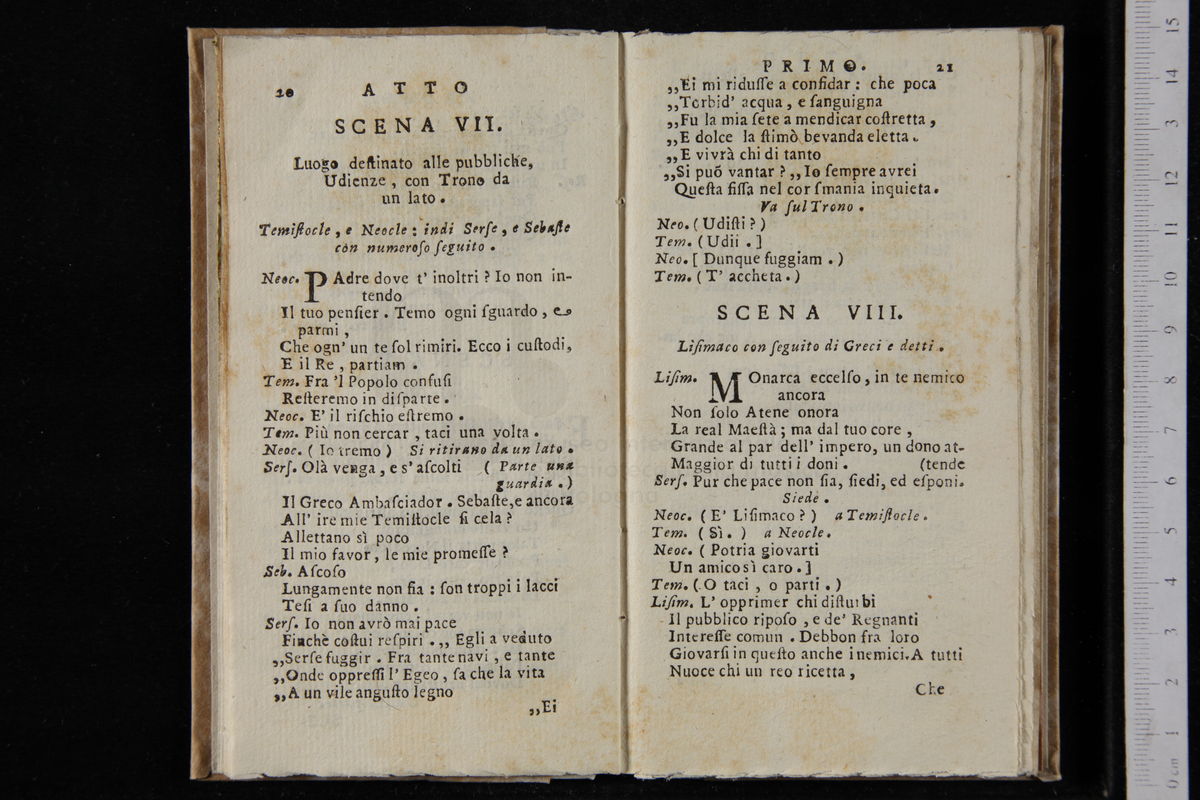 20 ATTO
SCENA VII.
Luogo deſtinato alle pubbliche,
Udienze, con Trono da
un lato.
Temiſtocle, e Neocle: indi Serſe, e Sebaſte
con numeroſo ſeguito.
Neoc. PAdre dove t' inoltri? Io non in-
tendo
Il tuo penſier. Temo ogni ſguardo, e
parmi,
Che ogn' un te ſol rimiri. Ecco i cuſtodi,
E il Re, partiam.
Tem. Fra 'l Popolo confuſi
Reſteremo in diſparte.
Neoc. E' il riſchio eſtremo.
Tem. Più non cercar, taci una volta.
Neoc. (Io tremo) Si ritirano da un lato.
Serſ. Olà venga, e s' aſcolti (Parte una
guardia.)
Il Greco Ambaſciador. Sebaſte, e ancora
All' ire mie Temiſtocle ſi cela?
Allettano sì poco
Il mio favor, le mie promeſſe?
Seb. Aſcoſo
Lungamente non fia: ſon troppi i lacci
Teſi a ſuo danno.
Serſ. Io non avrò mai pace
Finchè coſtui reſpiri. ,, Egli a veduto
,,Serſe fuggir. Fra tante navi, e tante
,,Onde oppreſſi l' Egeo, ſa che la vita
,,A un vile anguſto legno
,,Ei
PRIMO. 21
,,Ei mi riduſſe a confidar: che poca
,,Torbid' acqua, e ſanguigna
,,Fu la mia ſete a mendicar coſtretta,
,,E dolce la ſtimò bevanda eletta.
,,E vivrà chi di tanto
,,Si può vantar? ,,Io ſempre avrei
Queſta fiſſa nel cor ſmania inquieta.
Va ſul Trono.
Neo. (Udiſti?)
Tem. (Udii.]
Neo. [Dunque fuggiam.)
Tem. (T' accheta.)
SCENA VIII.
Liſimaco con ſeguito di Greci e detti.
Liſim. MOnarca eccelſo, in te nemico
ancora
Non ſolo Atene onora
La real Maeſtà; ma dal tuo core,
Grande al par dell' impero, un dono at-
Maggior di tutti i doni. (tende
Serſ. Pur che pace non ſia, ſiedi, ed eſponi.
Siede.
Neoc. (E' Liſimaco?) a Temiſtocle.
Tem. (Sì.) a Neocle.
Neoc. (Potria giovarti
Un amico sì caro.]
Tem. (O taci, o parti.)
Liſim. L' opprimer chi diſturbi
Il pubblico ripoſo, e de' Regnanti
Intereſſe comun. Debbon fra loro
Giovarſi in queſto anche i nemici. A tutti
Nuoce chi un reo ricetta,
Che